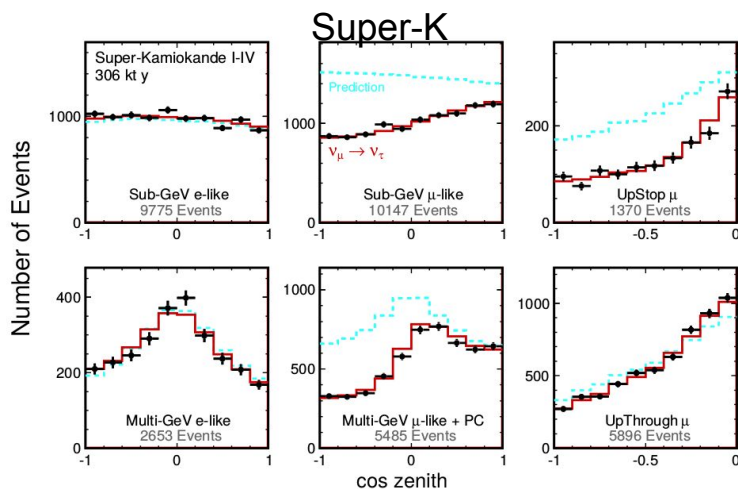 Super-K
Number of Events
Super-Kamiokande I-IV
306 kt y
1000
0
Sub-GeV e-like
9775 Events
-1 0 1
1000
0
Prediction
νμ → ντ
Sub-GeV μ-like
10147 Events
-1 0 1
200
0
UpStop μ
1370 Events
-1 -0.5 0
400
200
0
Multi-GeV e-like
2653 Events
-1 0 1
1000
500
0
Multi-GeV μ-like + PC
5485 Events
-1 0 1
1000
500
0
UpThrough μ
5896 Events
-1 -0.5 0
cos zenith